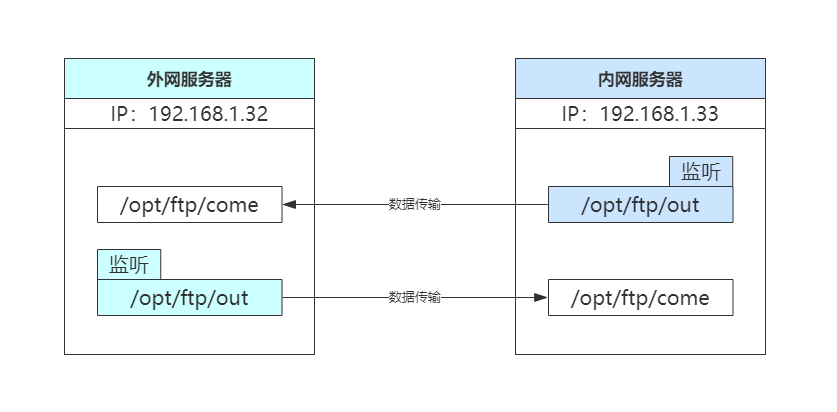 外网服务器
IP：192.168.1.32
/opt/ftp/come
监听
/opt/ftp/out
数据传输
数据传输
内网服务器
IP：192.168.1.33
监听
/opt/ftp/out
/opt/ftp/come